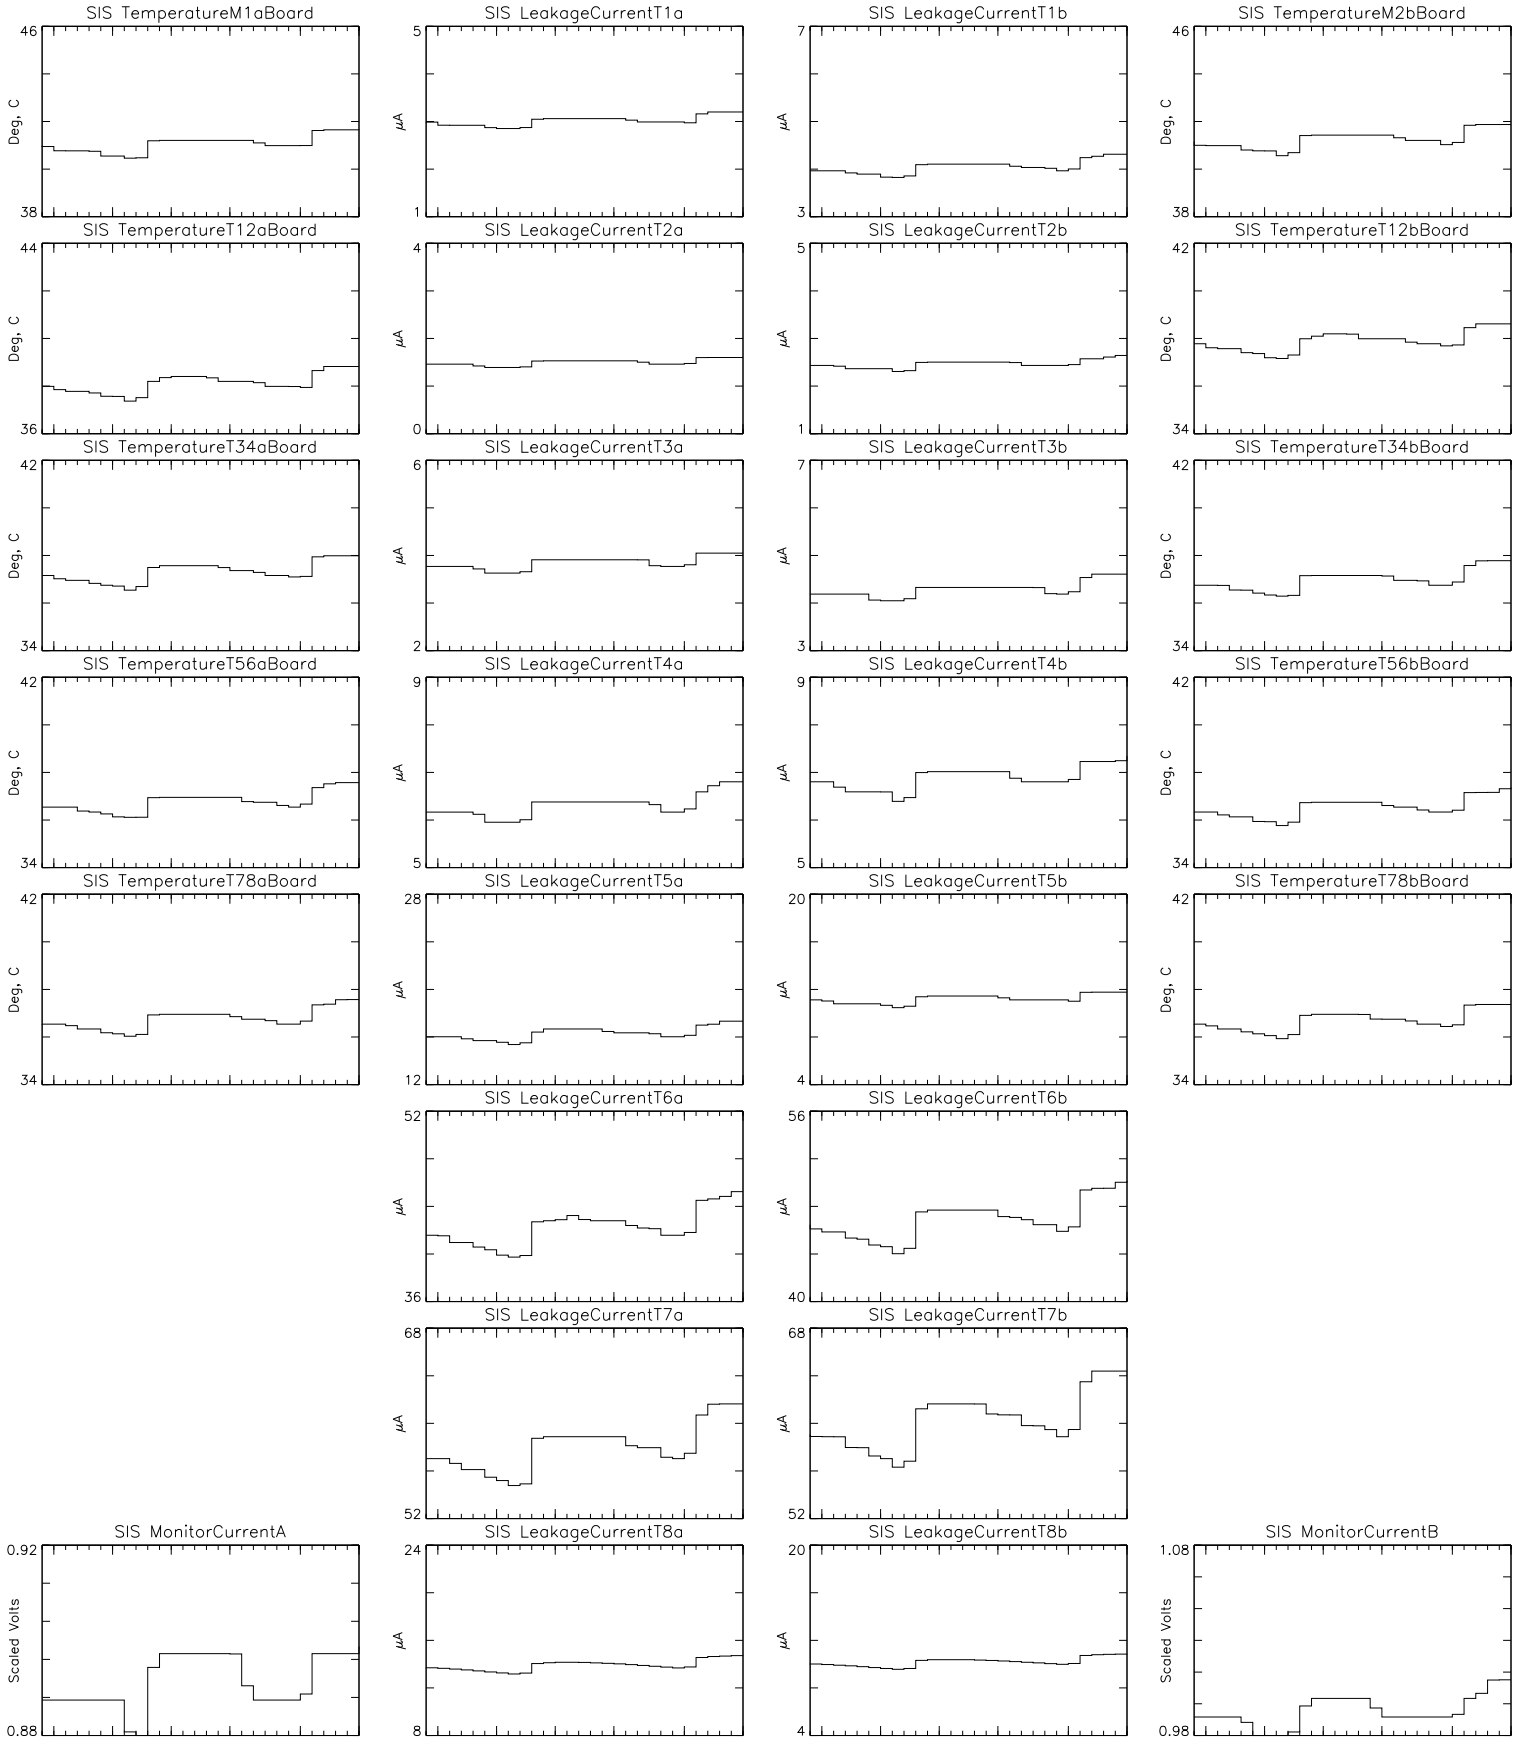 SIS TemperatureM1aBoard
46
Deg, C
38
SIS LeakageCurrentT1a
5
μA
1
SIS LeakageCurrentT1b
7
μA
3
SIS TemperatureM2bBoard
46
Deg, C
38
SIS TemperatureT12aBoard
44
Deg, C
36
SIS LeakageCurrentT2a
4
μA
0
SIS LeakageCurrentT2b
5
μA
1
SIS TemperatureT12bBoard
42
Deg, C
34
SIS TemperatureT34aBoard
42
Deg, C
34
SIS LeakageCurrentT3a
6
μA
2
SIS LeakageCurrentT3b
7
μA
3
SIS TemperatureT34bBoard
42
Deg, C
34
SIS TemperatureT56aBoard
42
Deg, C
34
SIS LeakageCurrentT4a
9
μA
5
SIS LeakageCurrentT4b
9
μA
5
SIS TemperatureT56bBoard
42
Deg, C
34
SIS TemperatureT78aBoard
42
Deg, C
34
SIS LeakageCurrentT5a
28
μA
12
SIS LeakageCurrentT5b
20
μA
4
SIS TemperatureT78bBoard
42
Deg, C
34
SIS LeakageCurrentT6a
52
μA
36
SIS LeakageCurrentT6b
56
μA
40
SIS LeakageCurrentT7a
68
μA
52
SIS LeakageCurrentT7b
68
μA
52
SIS MonitorCurrentA
0.92
Scaled Volts
0.88
SIS LeakageCurrentT8a
24
μA
8
SIS LeakageCurrentT8b
20
μA
4
SIS MonitorCurrentB
1.08
Scaled Volts
0.98